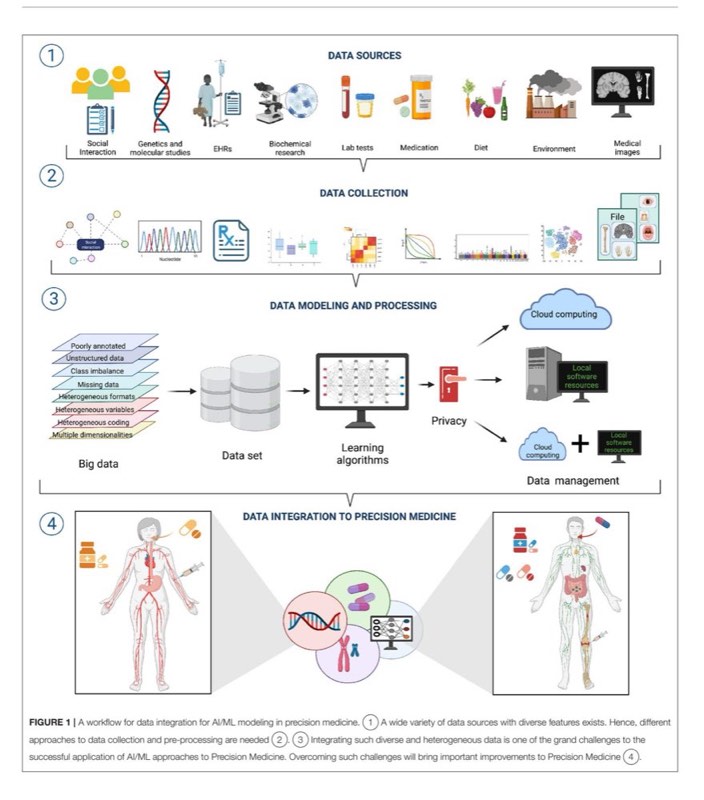 1
DATA SOURCES
Social
Interaction
Genetics and
molecular studies
EHRs
Biochemical
research
Lab tests
Medication
Diet
Environment
Medical
images
2
DATA COLLECTION
Social
interaction
Nucleotide
Rx
File
3
DATA MODELING AND PROCESSING
Poorly annotated
Unstructured data
Class imbalance
Missing data
Heterogeneous formats
Heterogeneous variables
Heterogeneous coding
Multiple dimensionalities
Big data
Data set
Learning
algorithms
Privacy
Cloud computing
Local
software
resources
Cloud
computing
+
Local
software
resources
Data management
4
DATA INTEGRATION TO PRECISION MEDICINE
FIGURE 1 | A workflow for data integration for AI/ML modeling in precision medicine. 1 A wide variety of data sources with diverse features exists. Hence, different
approaches to data collection and pre-processing are needed 2. 3 Integrating such diverse and heterogeneous data is one of the grand challenges to the
successful application of AI/ML approaches to Precision Medicine. Overcoming such challenges will bring important improvements to Precision Medicine 4.